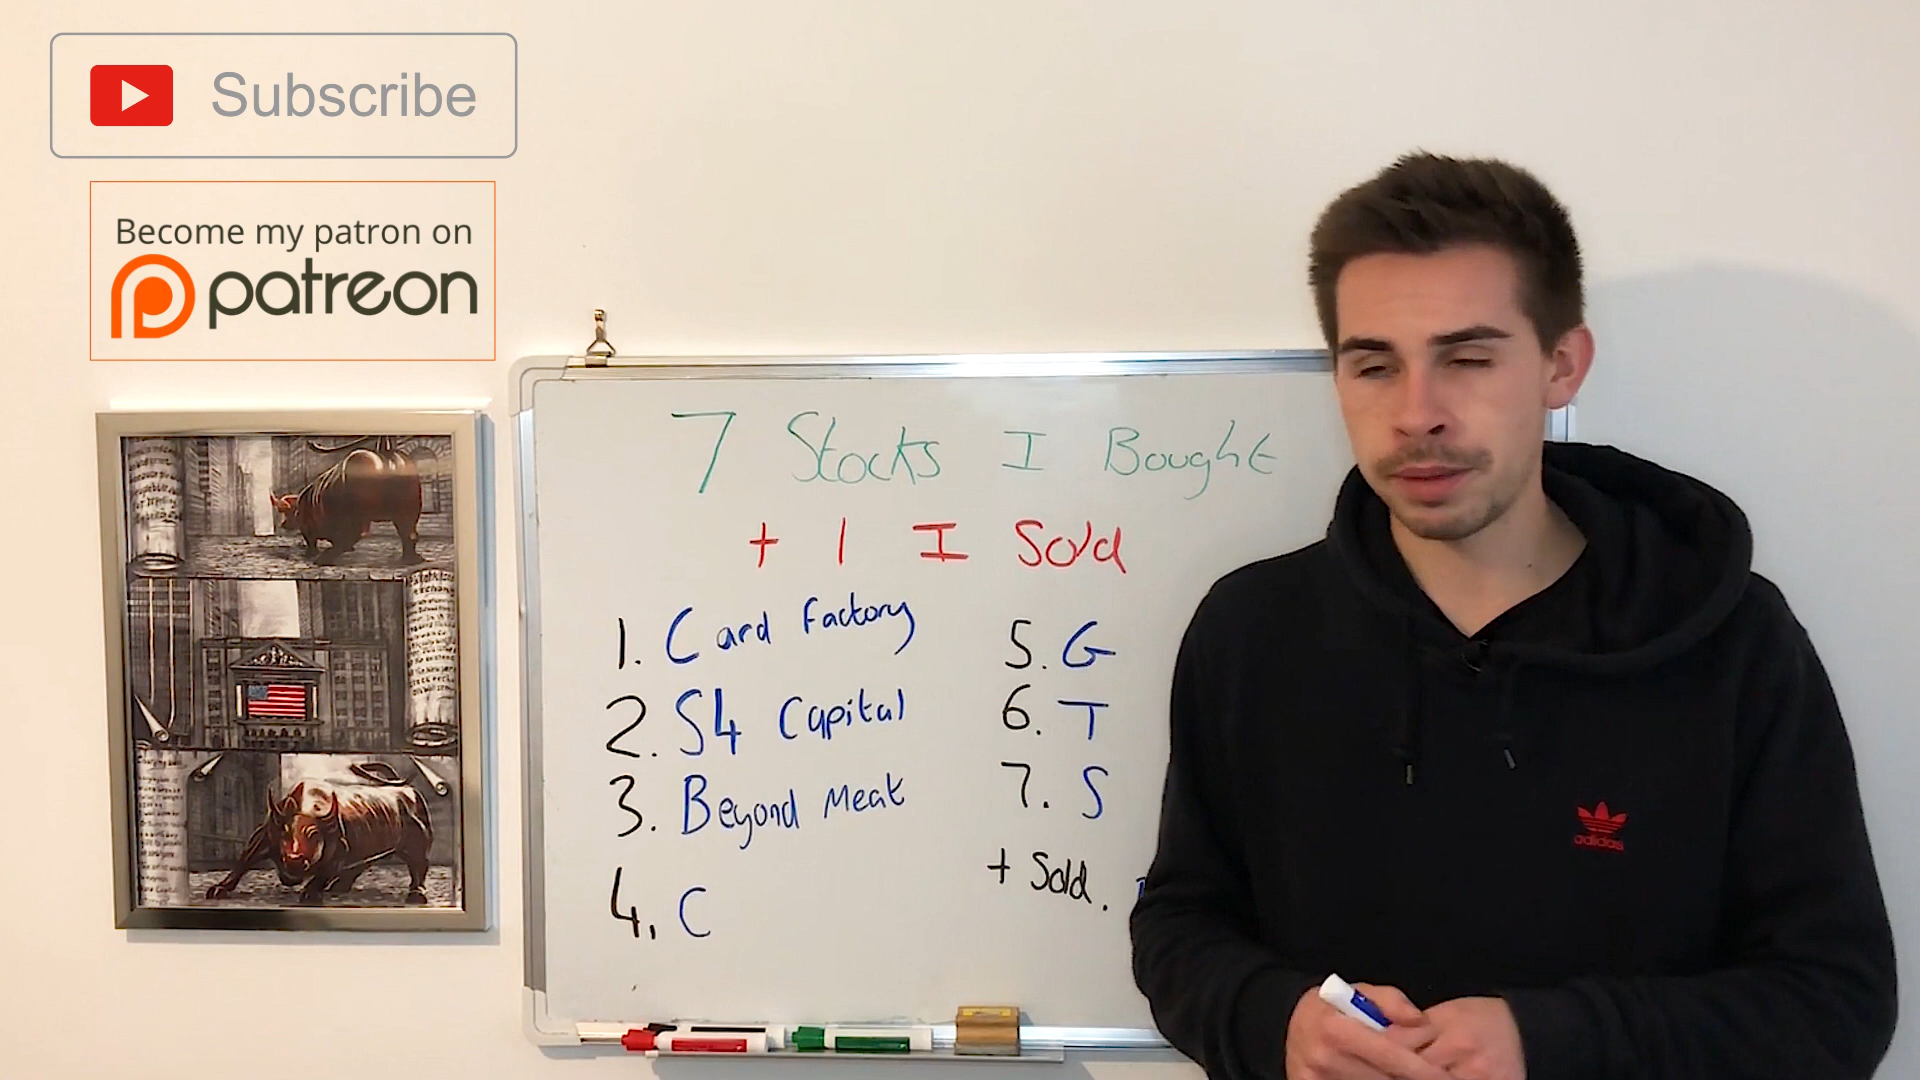 Subscribe
Become my patron on
patreon
7 Stocks I Bought
+ 1 I Sold
1. Card Factory
2. S4 Capital
3. Beyond Meat
4. C
5. G
6. T
7. S
+ Sold.
adidas